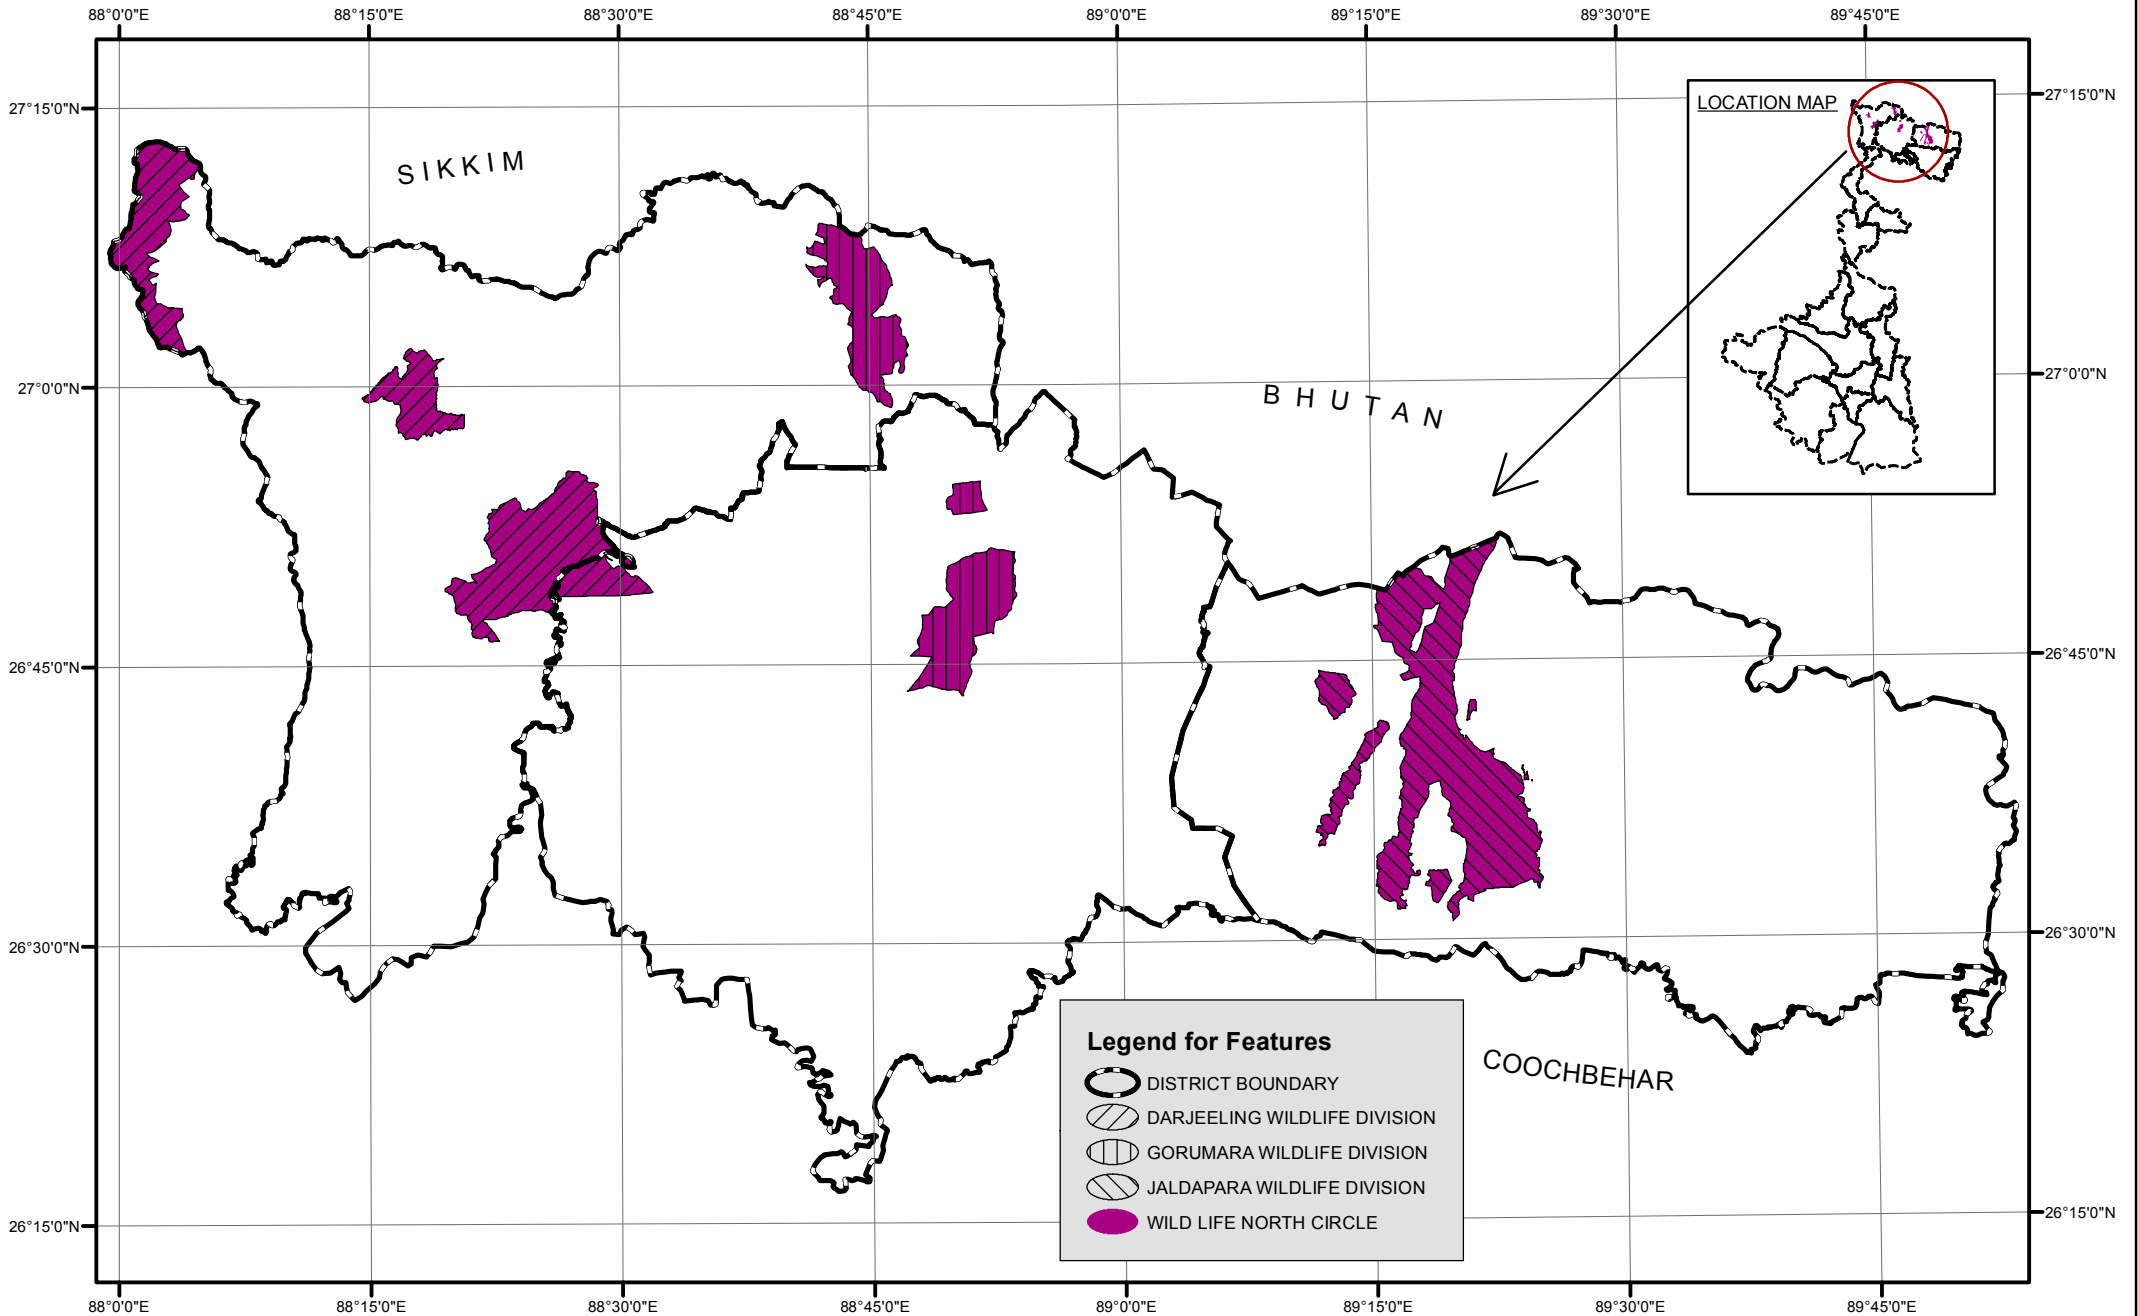 88°0'0"E 88°15'0"E 88°30'0"E 88°45'0"E 89°0'0"E 89°15'0"E 89°30'0"E 89°45'0"E
27°15'0"N 27°15'0"N
LOCATION MAP
SIKKIM
27°0'0"N 27°0'0"N
BHUTAN
26°45'0"N 26°45'0"N
26°30'0"N 26°30'0"N
Legend for Features
DISTRICT BOUNDARY
DARJEELING WILDLIFE DIVISION
GORUMARA WILDLIFE DIVISION
JALDAPARA WILDLIFE DIVISION
WILD LIFE NORTH CIRCLE
COOCHBEHAR
26°15'0"N 26°15'0"N
88°0'0"E 88°15'0"E 88°30'0"E 88°45'0"E 89°0'0"E 89°15'0"E 89°30'0"E 89°45'0"E